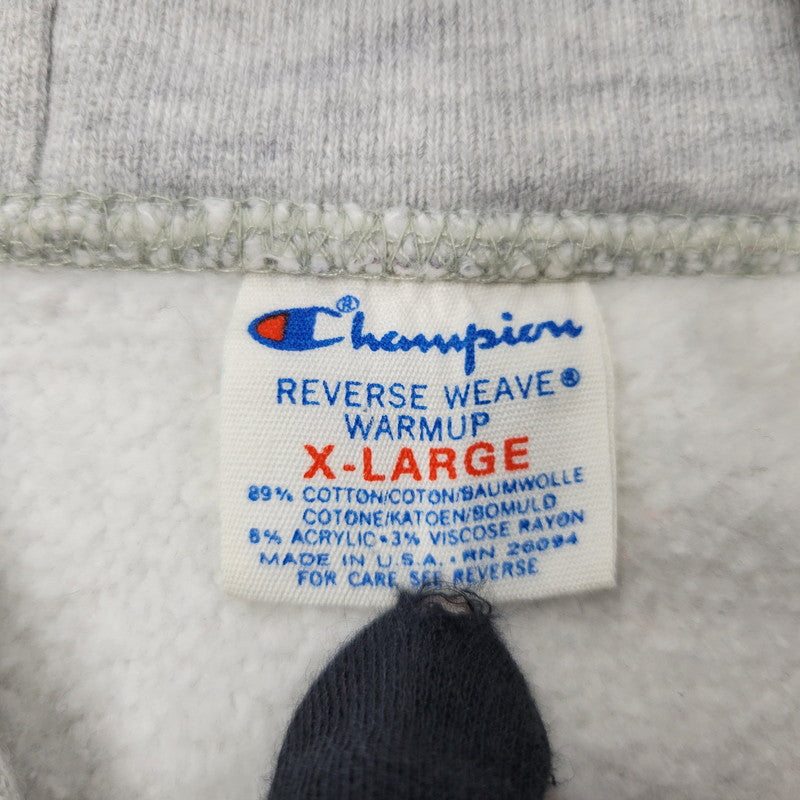 Champion®
REVERSE WEAVE®
WARMUP
X-LARGE
89% COTTON/COTON/BAUMWOLLE
COTONE/KATOEN/BOMULD
8% ACRYLIC • 3% VISCOSE RAYON
MADE IN U.S.A. • RN 26094
FOR CARE SEE REVERSE